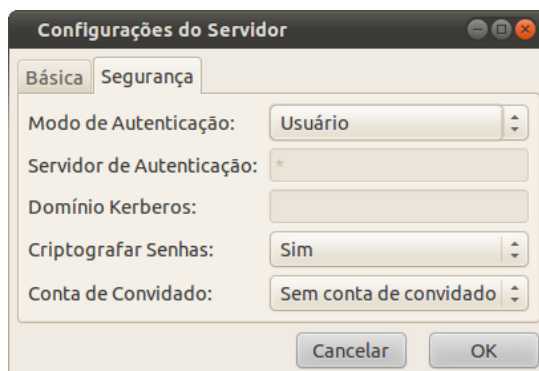 Configurações do Servidor
Básica Segurança
Modo de Autenticação: Usuário
Servidor de Autenticação: *
Domínio Kerberos:
Criptografar Senhas: Sim
Conta de Convidado: Sem conta de convidado
Cancelar OK